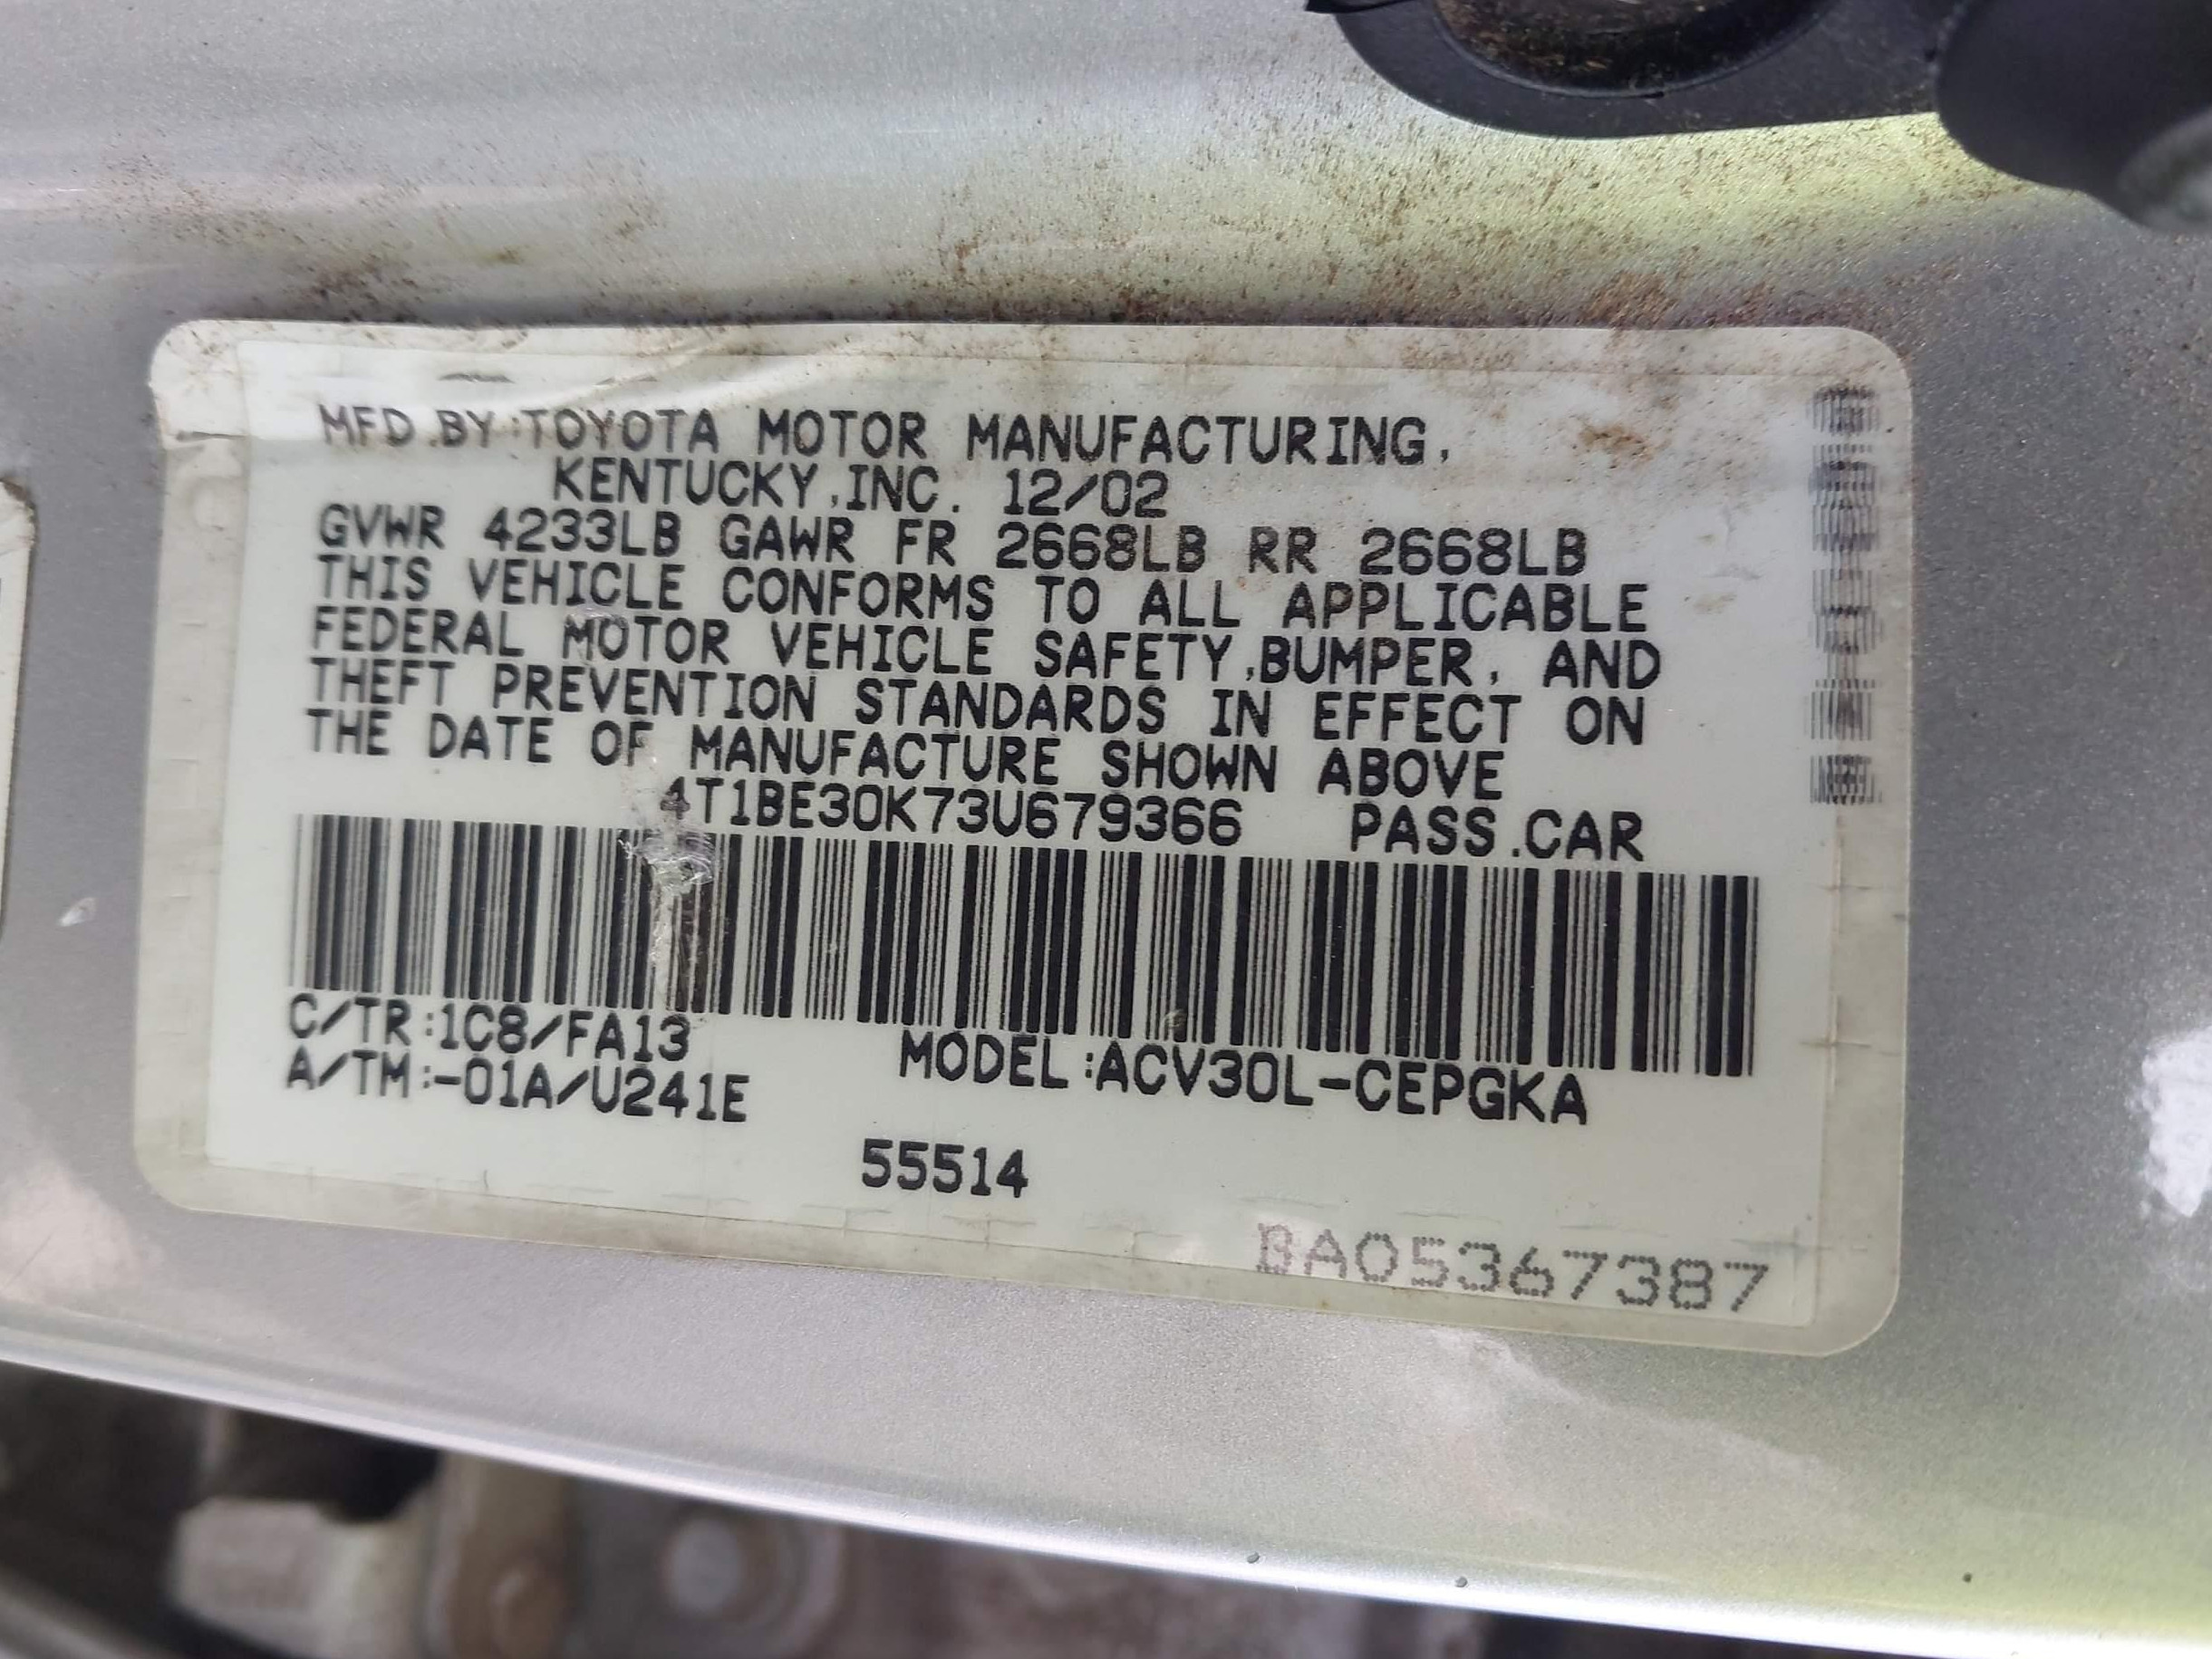 MFD.BY:TOYOTA MOTOR MANUFACTURING,
KENTUCKY,INC. 12/02
GVWR 4233LB GAWR FR 2668LB RR 2668LB
THIS VEHICLE CONFORMS TO ALL APPLICABLE
FEDERAL MOTOR VEHICLE SAFETY,BUMPER, AND
THEFT PREVENTION STANDARDS IN EFFECT ON
THE DATE OF MANUFACTURE SHOWN ABOVE
4T1BE30K73U679366 PASS.CAR
C/TR:1C8/FA13
A/TM:-01A/U241E
MODEL:ACV30L-CEPGKA
55514
BA05367387